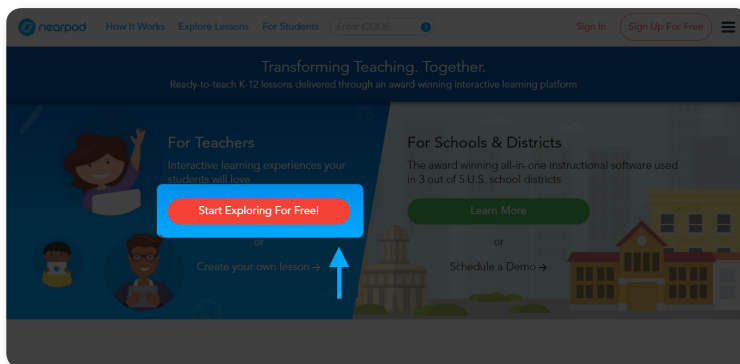 nearpod How It Works Explore Lessons For Students Enter CODE Sign In Sign Up For Free
Transforming Teaching. Together.
Ready-to-teach K-12 lessons delivered through an award-winning interactive learning platform
For Teachers
Interactive learning experiences your
students will love
Start Exploring For Free!
or
Create your own lesson →
For Schools & Districts
The award winning all-in-one instructional software used
in 3 out of 5 U.S. school districts
Learn More
or
Schedule a Demo →